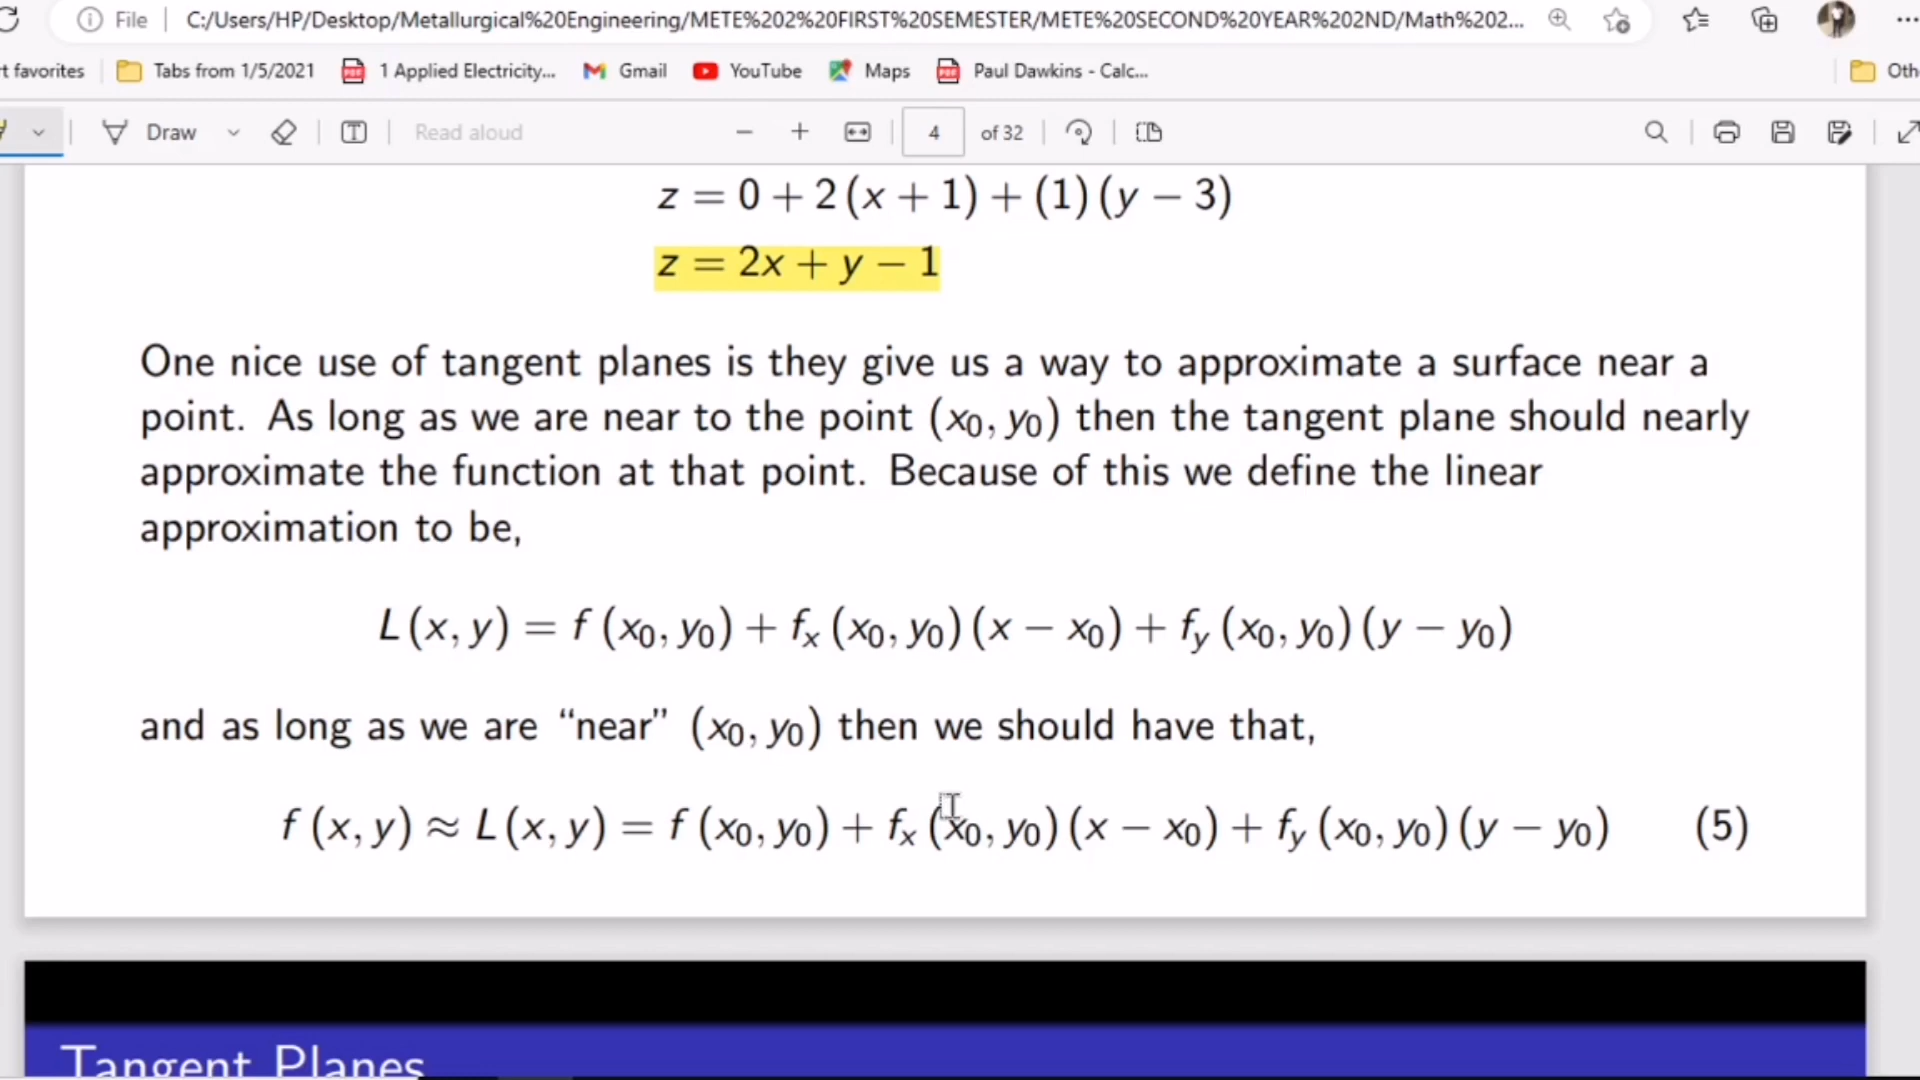 File C:/Users/HP/Desktop/Metallurgical%20Engineering/METE%202%20FIRST%20SEMESTER/METE%20SECOND%20YEAR%202ND/Math%202...
t favorites Tabs from 1/5/2021 1 Applied Electricity... Gmail YouTube Maps Paul Dawkins - Calc... Oth
Draw Read aloud 4 of 32
z = 0 + 2 (x + 1) + (1) (y − 3)
z = 2x + y − 1
One nice use of tangent planes is they give us a way to approximate a surface near a
point. As long as we are near to the point (x₀, y₀) then the tangent plane should nearly
approximate the function at that point. Because of this we define the linear
approximation to be,
L (x, y) = f (x₀, y₀) + fₓ (x₀, y₀) (x − x₀) + f_y (x₀, y₀) (y − y₀)
and as long as we are “near” (x₀, y₀) then we should have that,
f (x, y) ≈ L (x, y) = f (x₀, y₀) + fₓ (x₀, y₀) (x − x₀) + f_y (x₀, y₀) (y − y₀) (5)
Tangent Planes